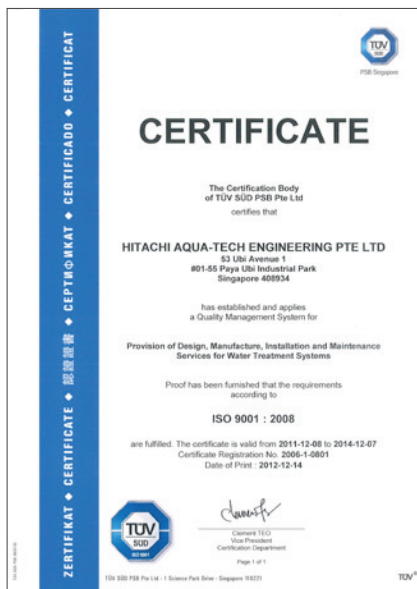 TÜV
SÜD
PSB Singapore
ZERTIFIKAT ◆ CERTIFICATE ◆ 認證證書 ◆ СЕРТИФИКАТ ◆ CERTIFICADO ◆ CERTIFICAT
CERTIFICATE
The Certification Body
of TÜV SÜD PSB Pte Ltd
certifies that
HITACHI AQUA-TECH ENGINEERING PTE LTD
53 Ubi Avenue 1
#01-55 Paya Ubi Industrial Park
Singapore 408934
has established and applies
a Quality Management System for
Provision of Design, Manufacture, Installation and Maintenance
Services for Water Treatment Systems
Proof has been furnished that the requirements
according to
ISO 9001 : 2008
are fulfilled. The certificate is valid from 2011-12-08 to 2014-12-07
Certificate Registration No. 2006-1-0801
Date of Print : 2012-12-14
TÜV
SÜD
ISO 9001
Clement TEO
Vice President
Certification Department
Page 1 of 1
TÜV SÜD PSB Pte Ltd · 1 Science Park Drive · Singapore 118221
TÜV®